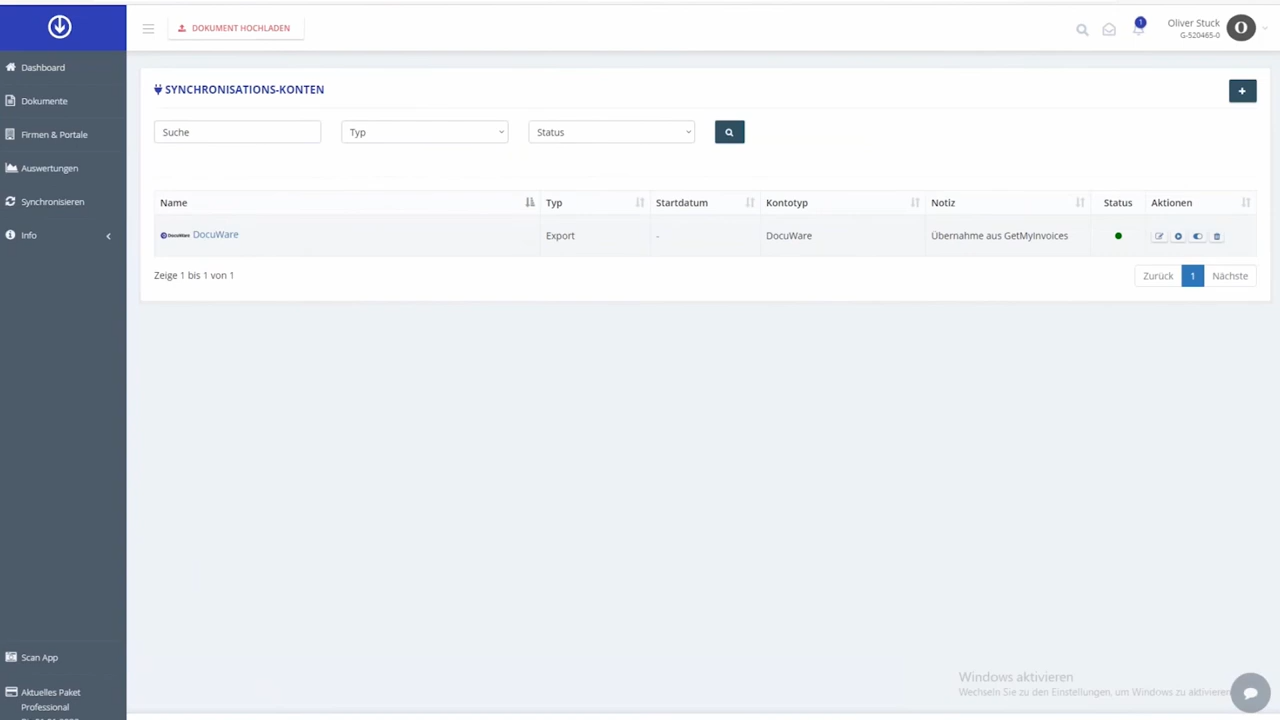 DOKUMENT HOCHLADEN
1
Oliver Stuck
G-520465-0
O
Dashboard
Dokumente
Firmen & Portale
Auswertungen
Synchronisieren
Info
SYNCHRONISATIONS-KONTEN
+
Suche
Typ
Status
Name Typ Startdatum Kontotyp Notiz Status Aktionen
DocuWare DocuWare Export - DocuWare Übernahme aus GetMyInvoices
Zeige 1 bis 1 von 1
Zurück 1 Nächste
Scan App
Aktuelles Paket
Professional
Windows aktivieren
Wechseln Sie zu den Einstellungen, um Windows zu aktivieren